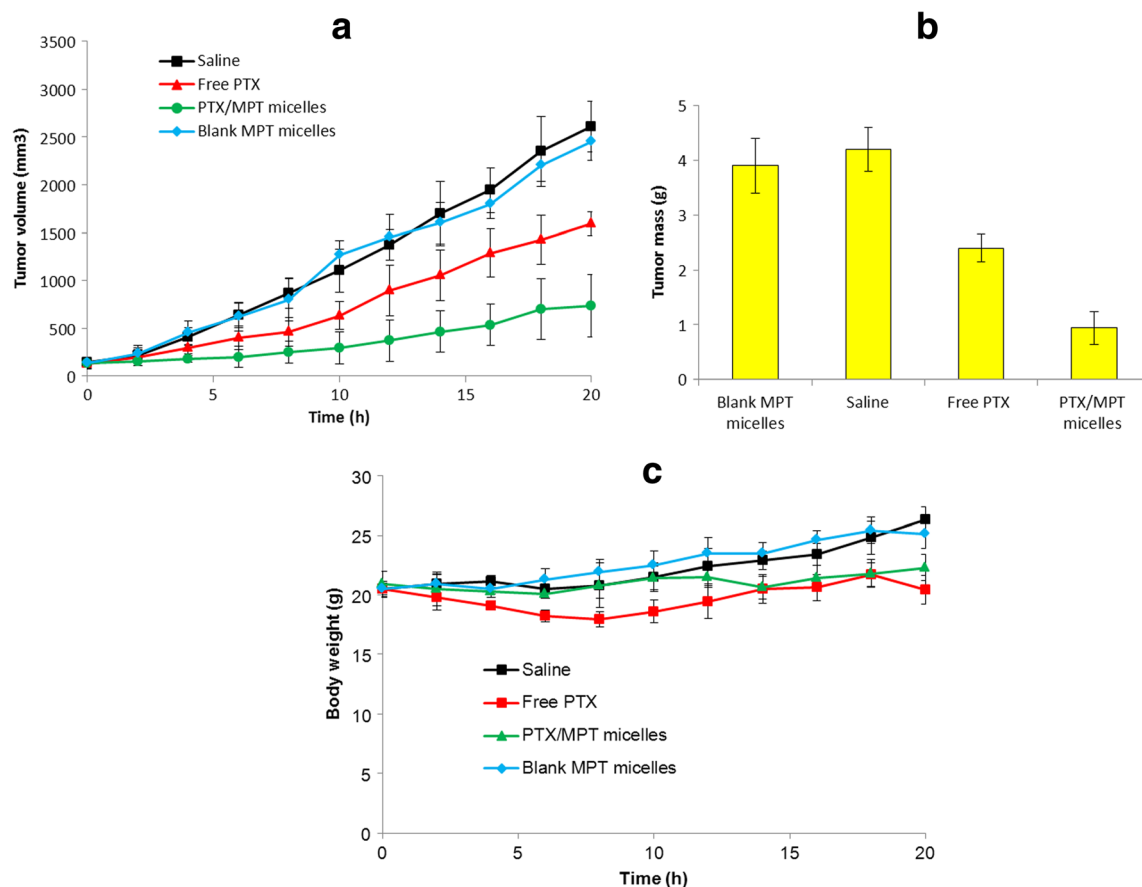 a
3500
3000
2500
2000
1500
1000
500
0
Tumor volume (mm3)
Saline
Free PTX
PTX/MPT micelles
Blank MPT micelles
0 5 10 15 20
Time (h)
b
5
4
3
2
1
0
Tumor mass (g)
Blank MPT micelles
Saline
Free PTX
PTX/MPT micelles
c
30
25
20
15
10
5
0
Body weight (g)
Saline
Free PTX
PTX/MPT micelles
Blank MPT micelles
0 5 10 15 20
Time (h)